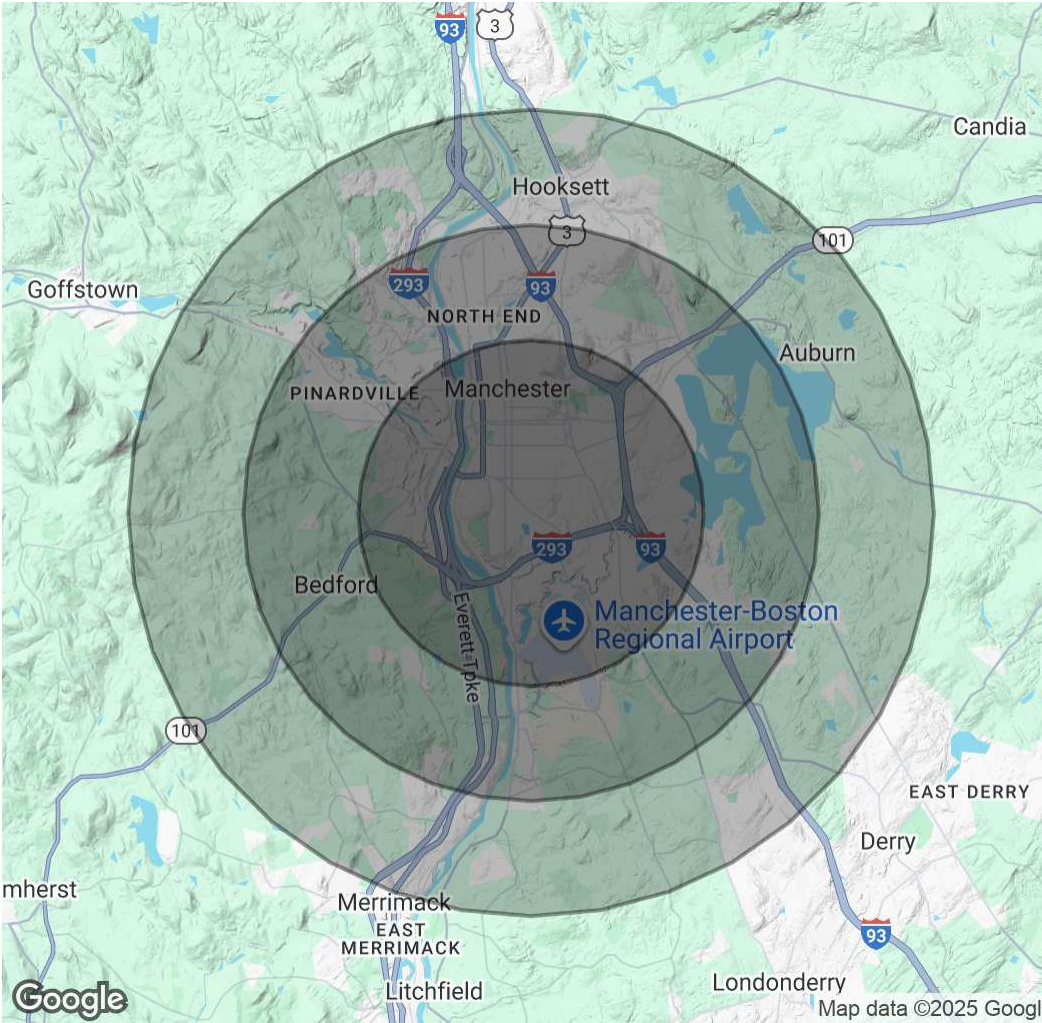 93
3
Candia
Hooksett
3
101
Goffstown
293
93
NORTH END
Auburn
PINARDVILLE
Manchester
293
93
Bedford
Everett Tpke
Manchester-Boston
Regional Airport
101
EAST DERRY
Derry
mherst
Merrimack
EAST
MERRIMACK
93
Litchfield
Londonderry
Google
Map data ©2025 Googl